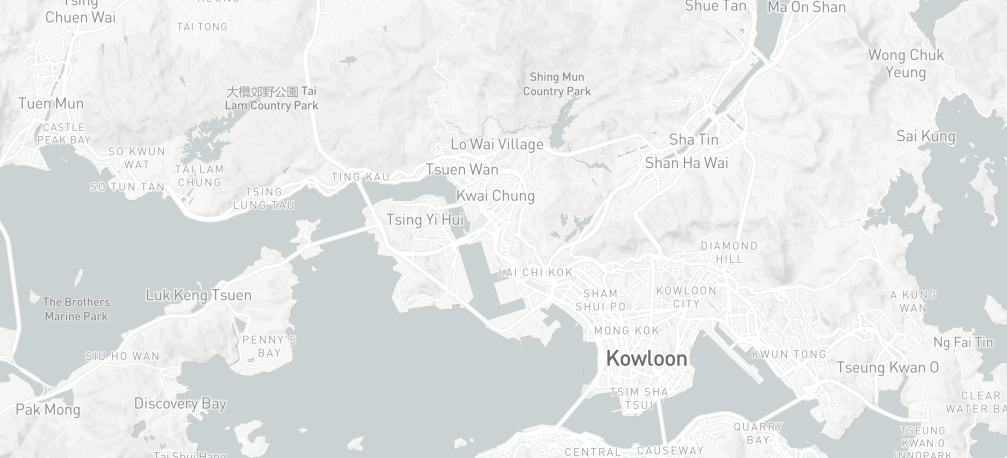 Tsing
Chuen Wai
TAI TONG
Shue Tan
Ma On Shan
Wong Chuk
Yeung
Shing Mun
Country Park
大欖郊野公園 Tai
Lam Country Park
Tuen Mun
CASTLE
PEAK BAY
Sai Kung
Sha Tin
Lo Wai Village
SO KWUN
WAT
Shan Ha Wai
Tsuen Wan
TAI LAM
CHUNG
TING KAU
SO TUN TAN
TSING
LUNG TAU
Kwai Chung
Tsing Yi Hui
DIAMOND
HILL
LAI CHI KOK
Luk Keng Tsuen
The Brothers
Marine Park
SHAM
SHUI PO
KOWLOON
CITY
A KUNG
WAN
MONG KOK
PENNY'S
BAY
Ng Fai Tin
SIU HO WAN
Kowloon
KWUN TONG
Tseung Kwan O
TSIM SHA
TSUI
CLEAR
WATER BA
Pak Mong
Discovery Bay
QUARRY
BAY
TSEUNG
KWAN O
INNOPARK
Tai Shui Hang
CENTRAL
CAUSEWAY